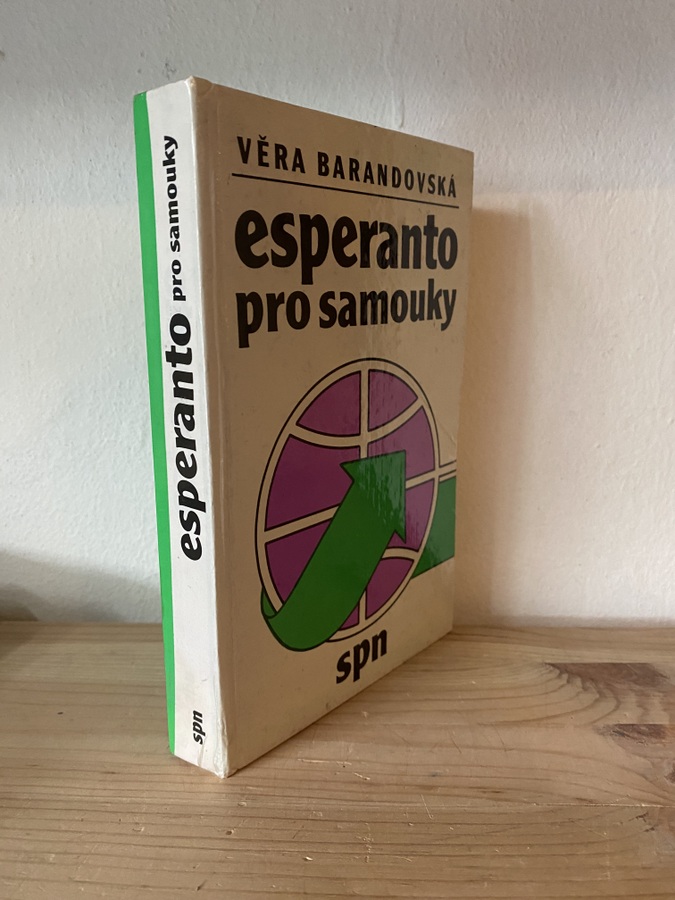 VĚRA BARANDOVSKÁ
esperanto
pro samouky
spn
esperanto pro samouky
spn